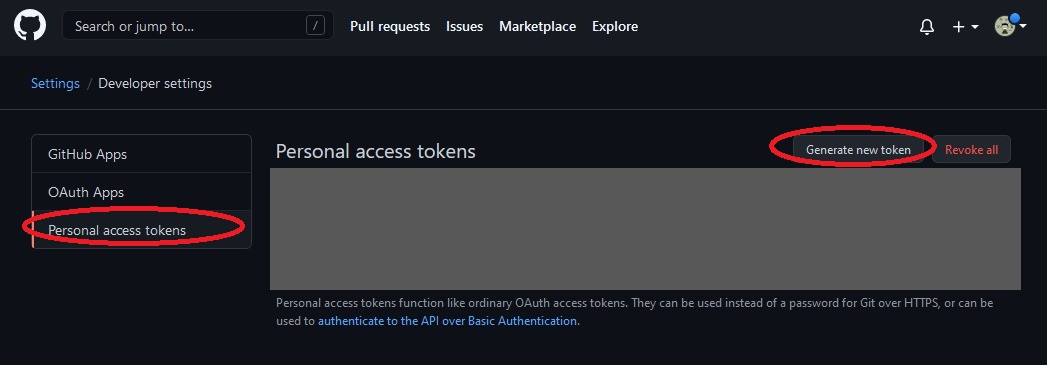 Search or jump to... /
Pull requests Issues Marketplace Explore
Settings / Developer settings
GitHub Apps
OAuth Apps
Personal access tokens
Personal access tokens
Generate new token
Revoke all
Personal access tokens function like ordinary OAuth access tokens. They can be used instead of a password for Git over HTTPS, or can be
used to authenticate to the API over Basic Authentication.